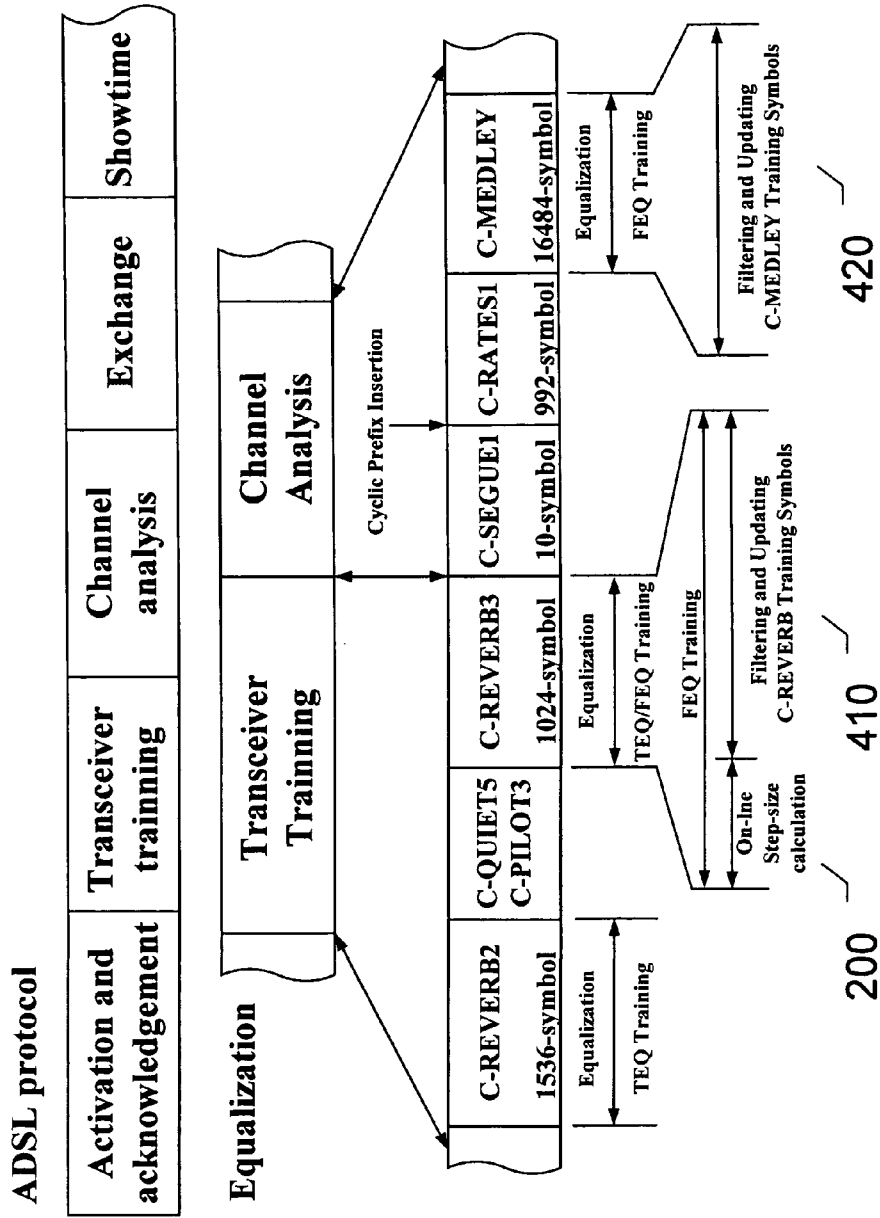 ADSL protocol
Activation and
acknowledgement
Transceiver
trainning
Channel
analysis
Exchange
Showtime
Equalization
Transceiver
Trainning
Channel
Analysis
Cyclic Prefix Insertion
C-REVERB2
1536-symbol
C-QUIET5
C-PILOT3
C-REVERB3
1024-symbol
C-SEGUE1
10-symbol
C-RATES1
992-symbol
C-MEDLEY
16484-symbol
Equalization
TEQ Training
Equalization
TEQ/FEQ Training
Equalization
FEQ Training
FEQ Training
On-lne
Step-size
calculation
Filtering and Updating
C-REVERB Training Symbols
Filtering and Updating
C-MEDLEY Training Symbols
200
410
420